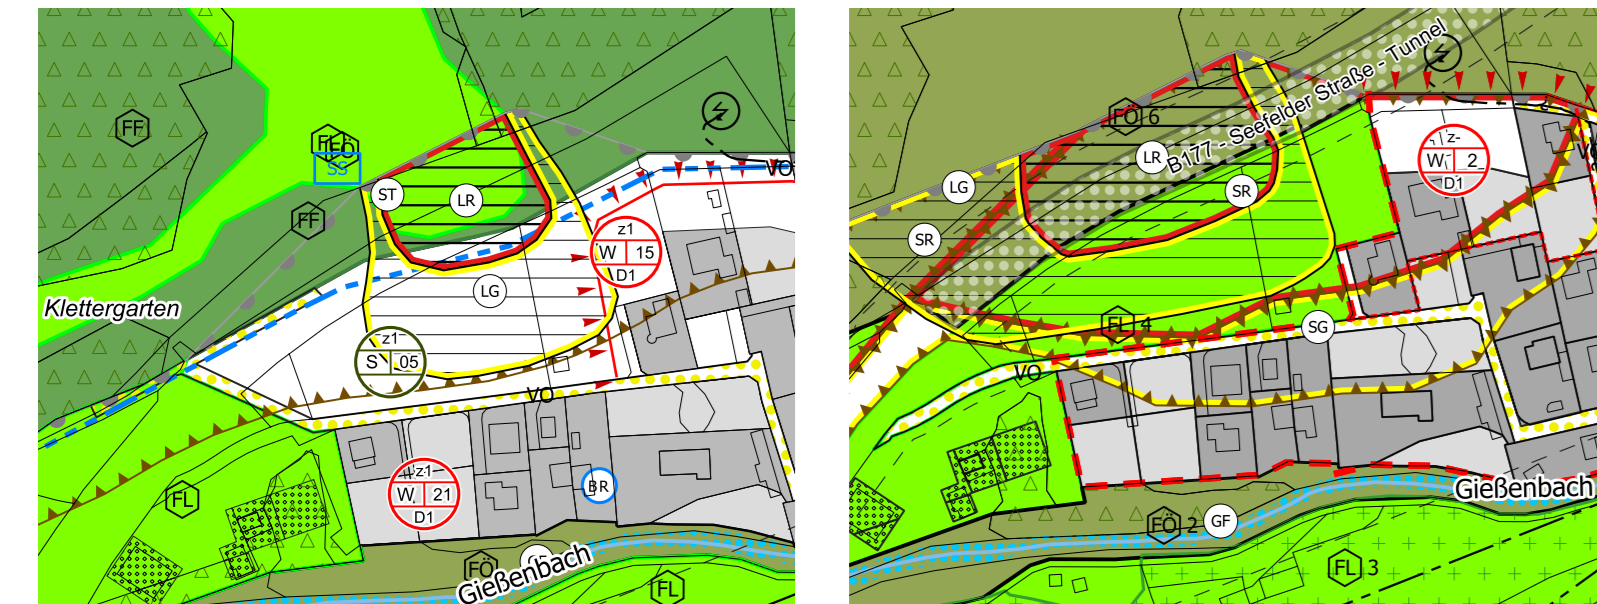 FF
SS
FF
ST
LR
VO
z1
W 15
D1
LG
Klettergarten
z1
S 05
VO
z1
W 21
D1
BR
FL
FÖ
Gießenbach
FL
B177 - Seefelder Straße - Tunnel
FÖ 6
LR
LG
SR
SR
z-
W 2
D1
FL 4
SG
VO
Gießenbach
FÖ 2
GF
FL 3